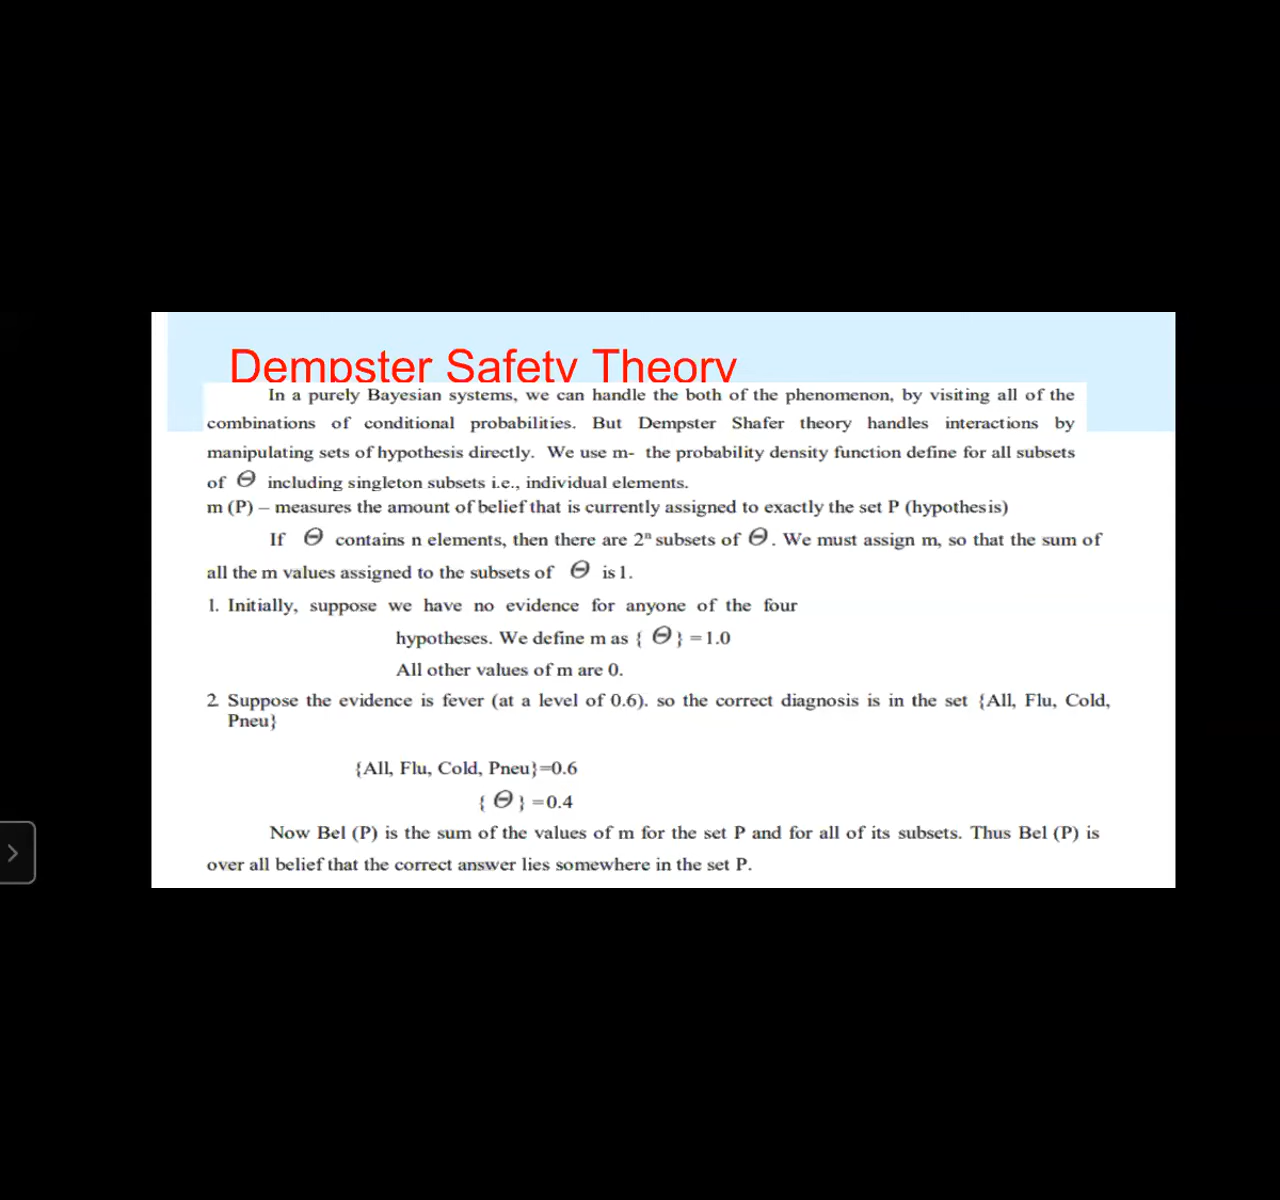 Dempster Safety Theory
In a purely Bayesian systems, we can handle the both of the phenomenon, by visiting all of the
combinations of conditional probabilities. But Dempster Shafer theory handles interactions by
manipulating sets of hypothesis directly. We use m- the probability density function define for all subsets
of Θ including singleton subsets i.e., individual elements.
m (P) – measures the amount of belief that is currently assigned to exactly the set P (hypothesis)
If Θ contains n elements, then there are 2ⁿ subsets of Θ. We must assign m, so that the sum of
all the m values assigned to the subsets of Θ is 1.
1. Initially, suppose we have no evidence for anyone of the four
hypotheses. We define m as { Θ } = 1.0
All other values of m are 0.
2. Suppose the evidence is fever (at a level of 0.6). so the correct diagnosis is in the set {All, Flu, Cold,
Pneu}
{All, Flu, Cold, Pneu}=0.6
{ Θ } =0.4
Now Bel (P) is the sum of the values of m for the set P and for all of its subsets. Thus Bel (P) is
over all belief that the correct answer lies somewhere in the set P.